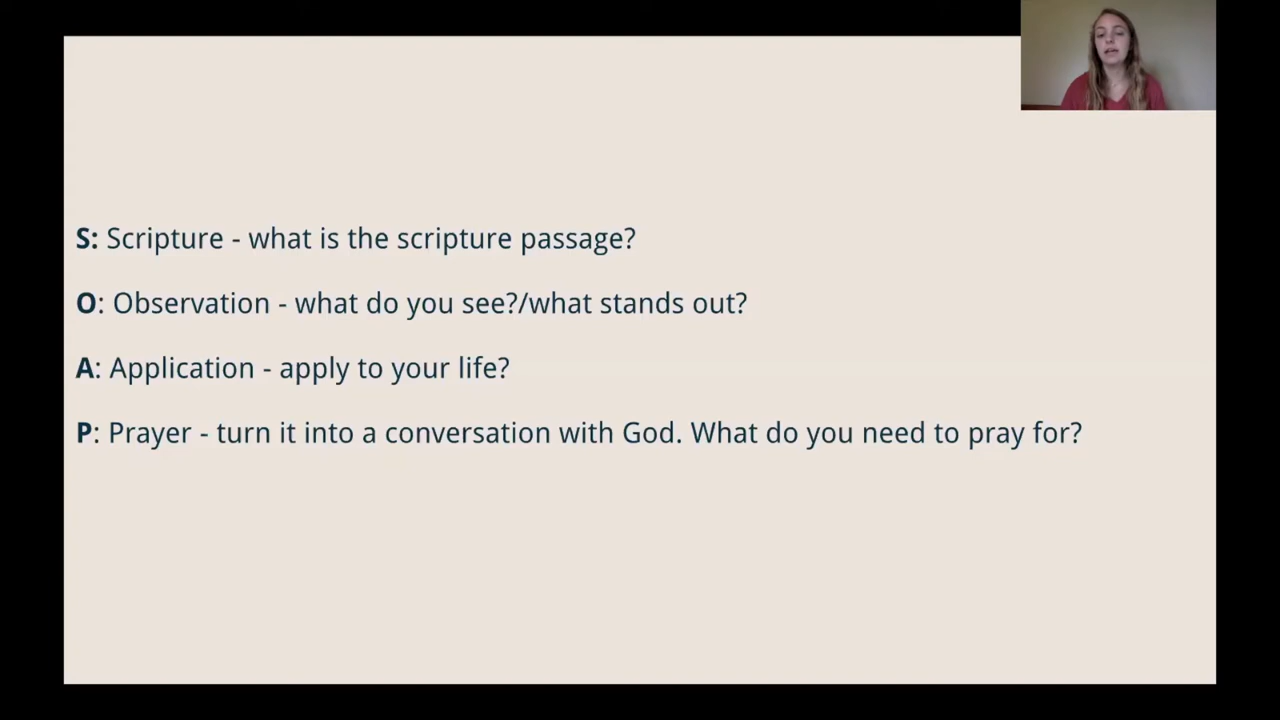 S: Scripture - what is the scripture passage?
O: Observation - what do you see?/what stands out?
A: Application - apply to your life?
P: Prayer - turn it into a conversation with God. What do you need to pray for?